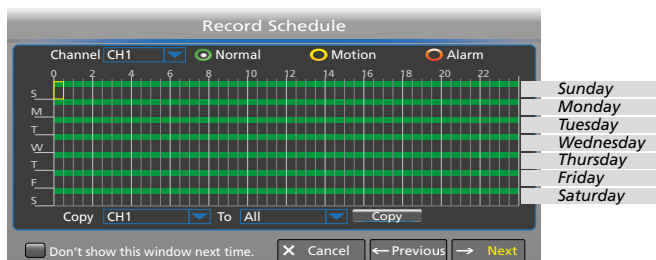 Record Schedule
Channel CH1 Normal Motion Alarm
0 2 4 6 8 10 12 14 16 18 20 22
S Sunday
M Monday
T Tuesday
W Wednesday
T Thursday
F Friday
S Saturday
Copy CH1 To All Copy
Don't show this window next time. X Cancel ← Previous → Next